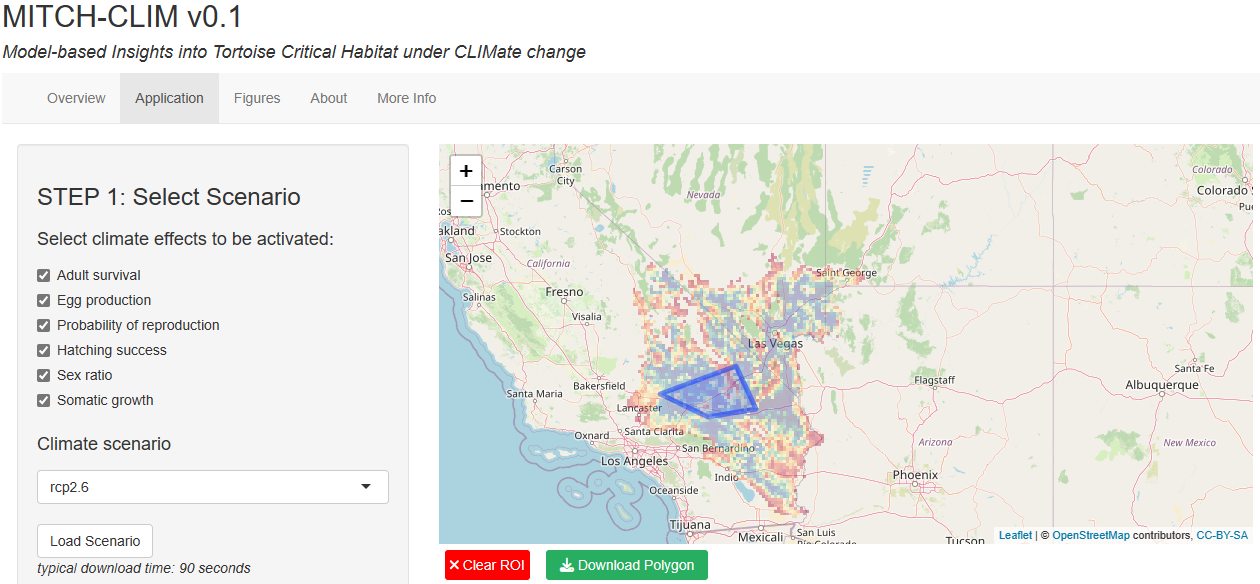 MITCH-CLIM v0.1
Model-based Insights into Tortoise Critical Habitat under CLIMate change
Overview Application Figures About More Info
STEP 1: Select Scenario
Select climate effects to be activated:
Adult survival
Egg production
Probability of reproduction
Hatching success
Sex ratio
Somatic growth
Climate scenario
rcp2.6
Load Scenario
typical download time: 90 seconds
+
−
Carson
City
Nevada
Colorado
Colorado
Stockton
San Jose
California
Saint George
Salinas
Fresno
Visalia
Las Vegas
Santa Fe
Bakersfield
Flagstaff
Albuquerque
Santa Maria
Lancaster
Oxnard
Santa Clarita
Arizona
New Mexico
San Bernardino
Los Angeles
Indio
Phoenix
Oceanside
Tijuana
Mexicali
San Luis
Tucson
Leaflet | © OpenStreetMap contributors, CC-BY-SA
Clear ROI
Download Polygon